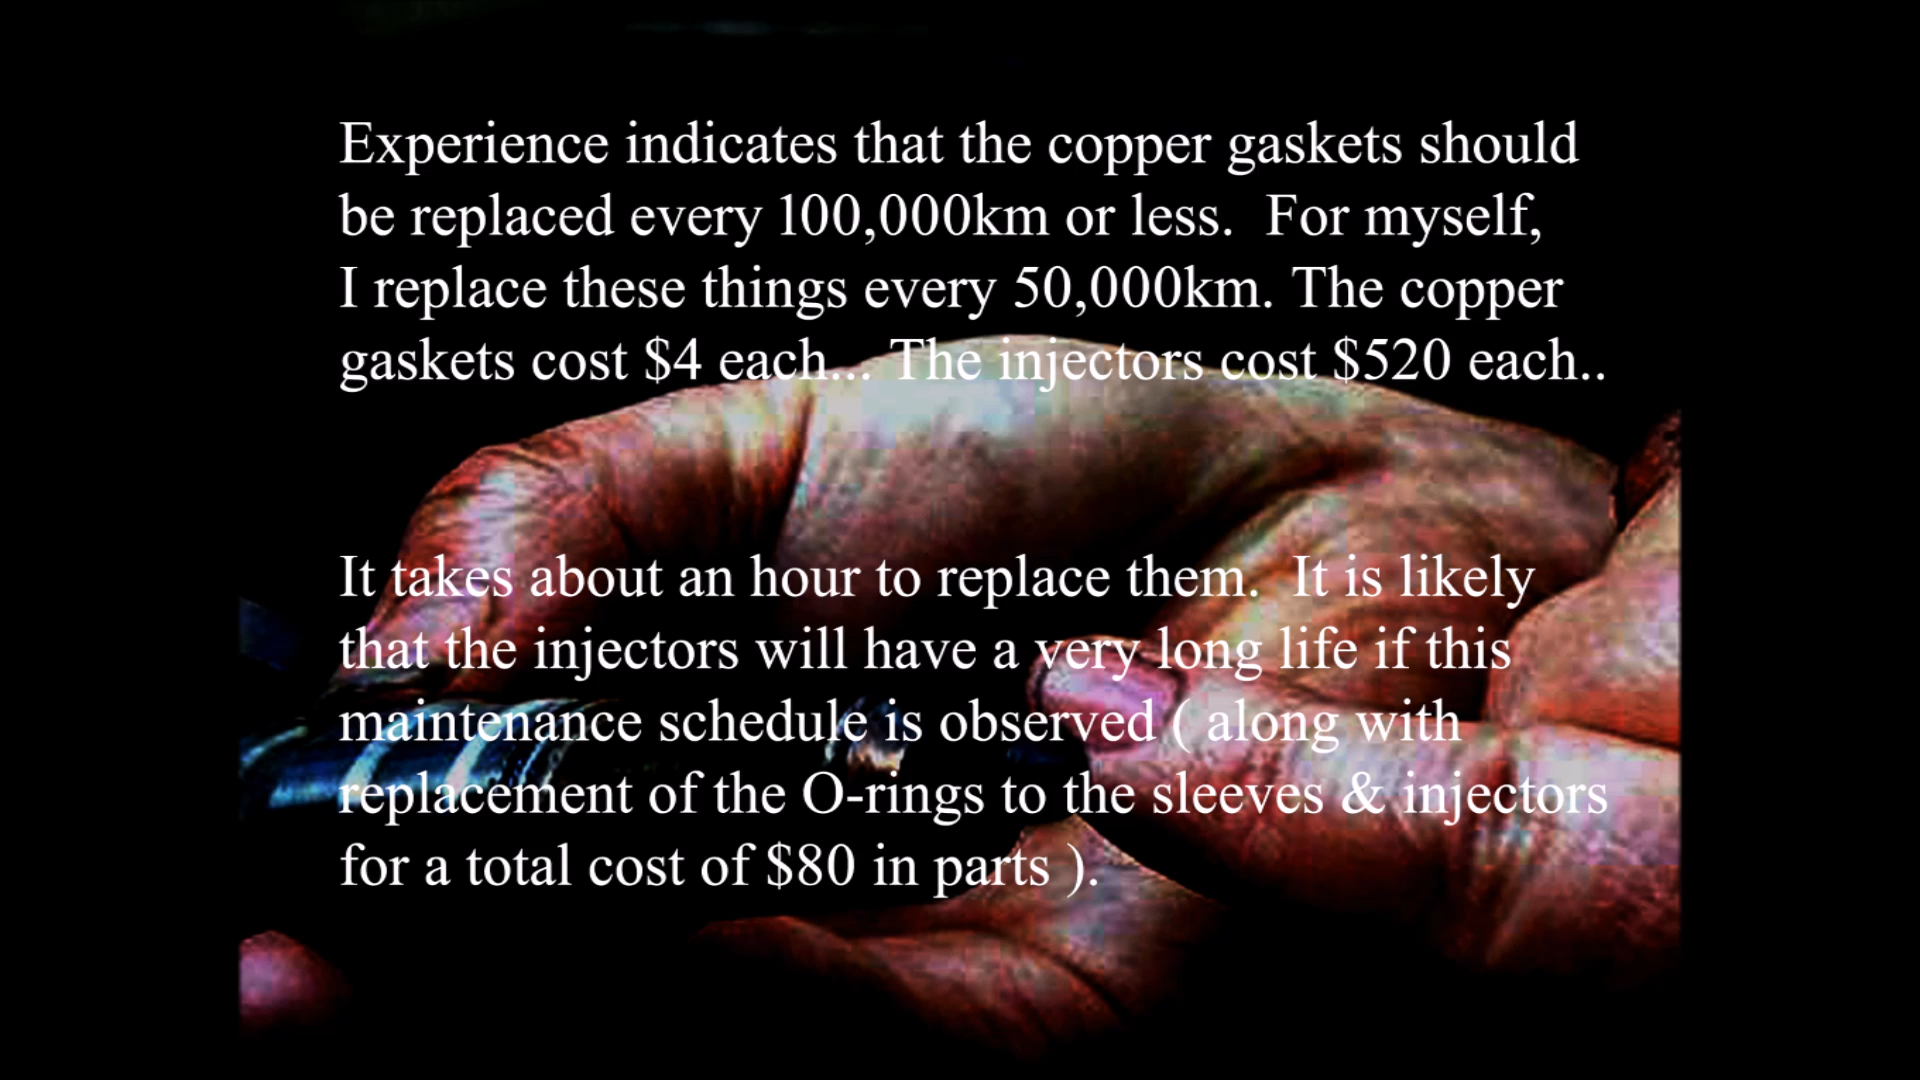 Experience indicates that the copper gaskets should
be replaced every 100,000km or less.  For myself,
I replace these things every 50,000km. The copper
gaskets cost $4 each... The injectors cost $520 each..
It takes about an hour to replace them.  It is likely
that the injectors will have a very long life if this
maintenance schedule is observed ( along with
replacement of the O-rings to the sleeves & injectors
for a total cost of $80 in parts ).